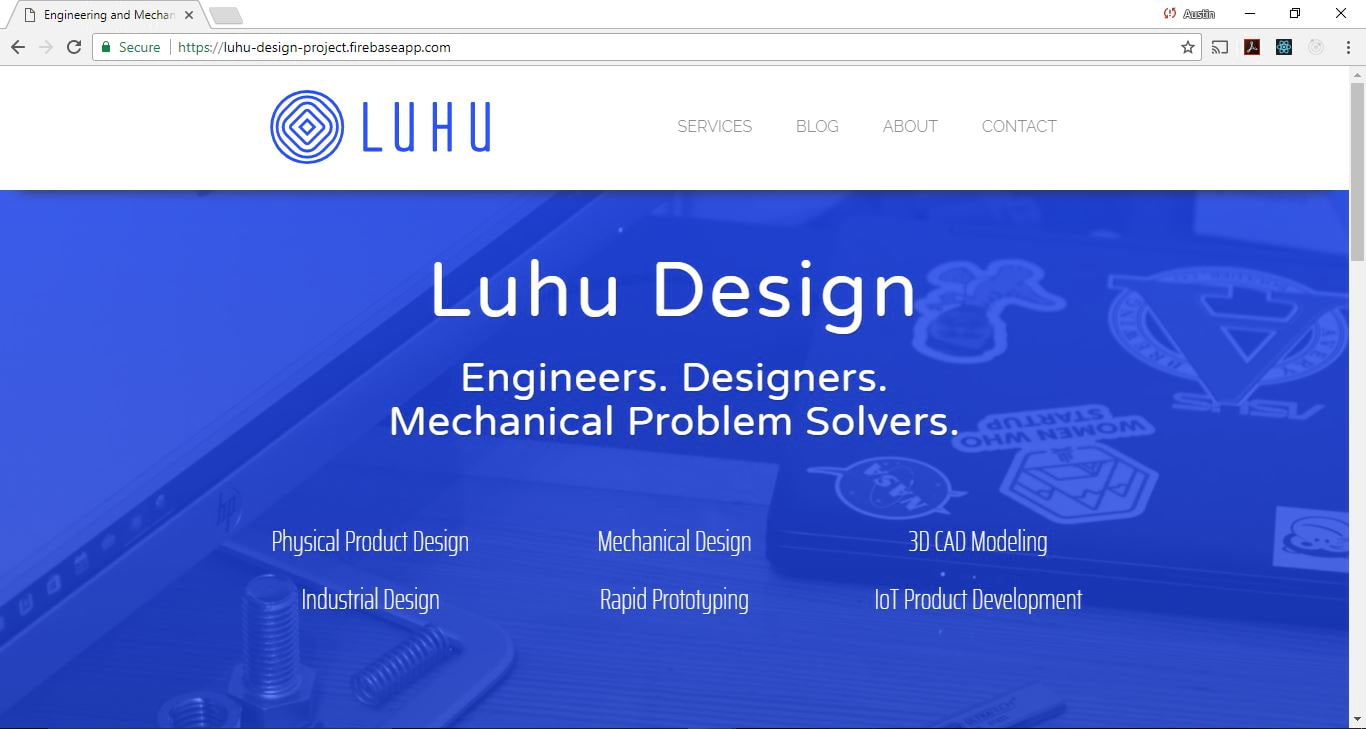 Engineering and Mechan
Austin
Secure
https://luhu-design-project.firebaseapp.com
LUHU
SERVICES BLOG ABOUT CONTACT
Luhu Design
Engineers. Designers.
Mechanical Problem Solvers.
ASUS
WOMEN WHO
STARTUP
NASA
hp
Physical Product Design Mechanical Design 3D CAD Modeling
Industrial Design Rapid Prototyping IoT Product Development